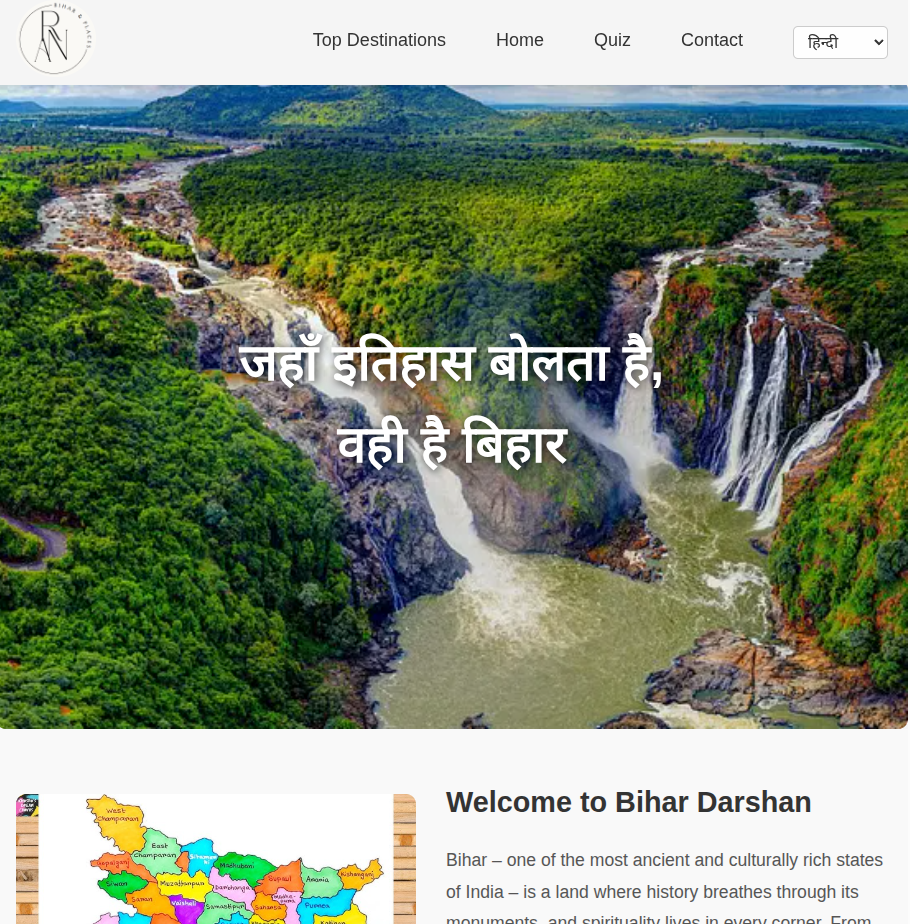 BIHAR & PLACES
RAN
Top Destinations Home Quiz Contact हिन्दी
जहाँ इतिहास बोलता है,
वही है बिहार
Welcome to Bihar Darshan
Bihar – one of the most ancient and culturally rich states
of India – is a land where history breathes through its
monuments, and spirituality lives in every corner. From
West
Champaran
East
Champaran
Gopalganj
Madhubani
Kishanganj
Siwan
Muzaffarpur
Darbhanga
Supaul
Araria
Saran
Vaishali
Samastipur
Saharsa
Purnea
Katihar